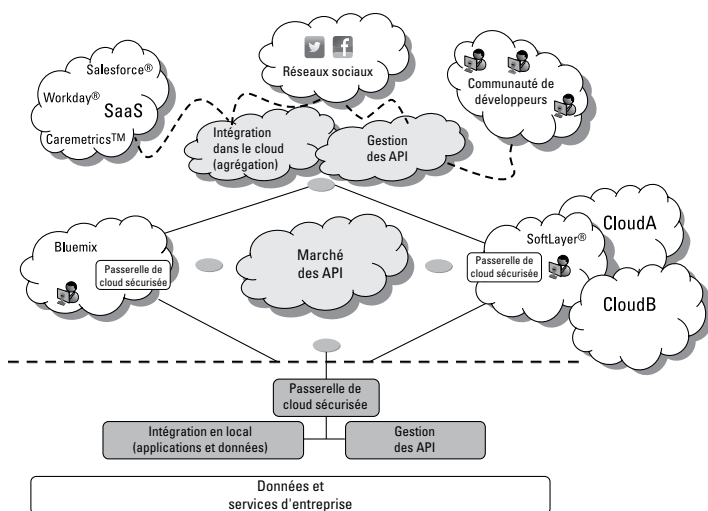 Salesforce®
Workday®
SaaS
Caremetrics™
Réseaux sociaux
Communauté de
développeurs
Intégration
dans le cloud
(agrégation)
Gestion
des API
Bluemix
Passerelle de
cloud sécurisée
Marché
des API
SoftLayer®
Passerelle de
cloud sécurisée
CloudA
CloudB
Passerelle de
cloud sécurisée
Intégration en local
(applications et données)
Gestion
des API
Données et
services d'entreprise